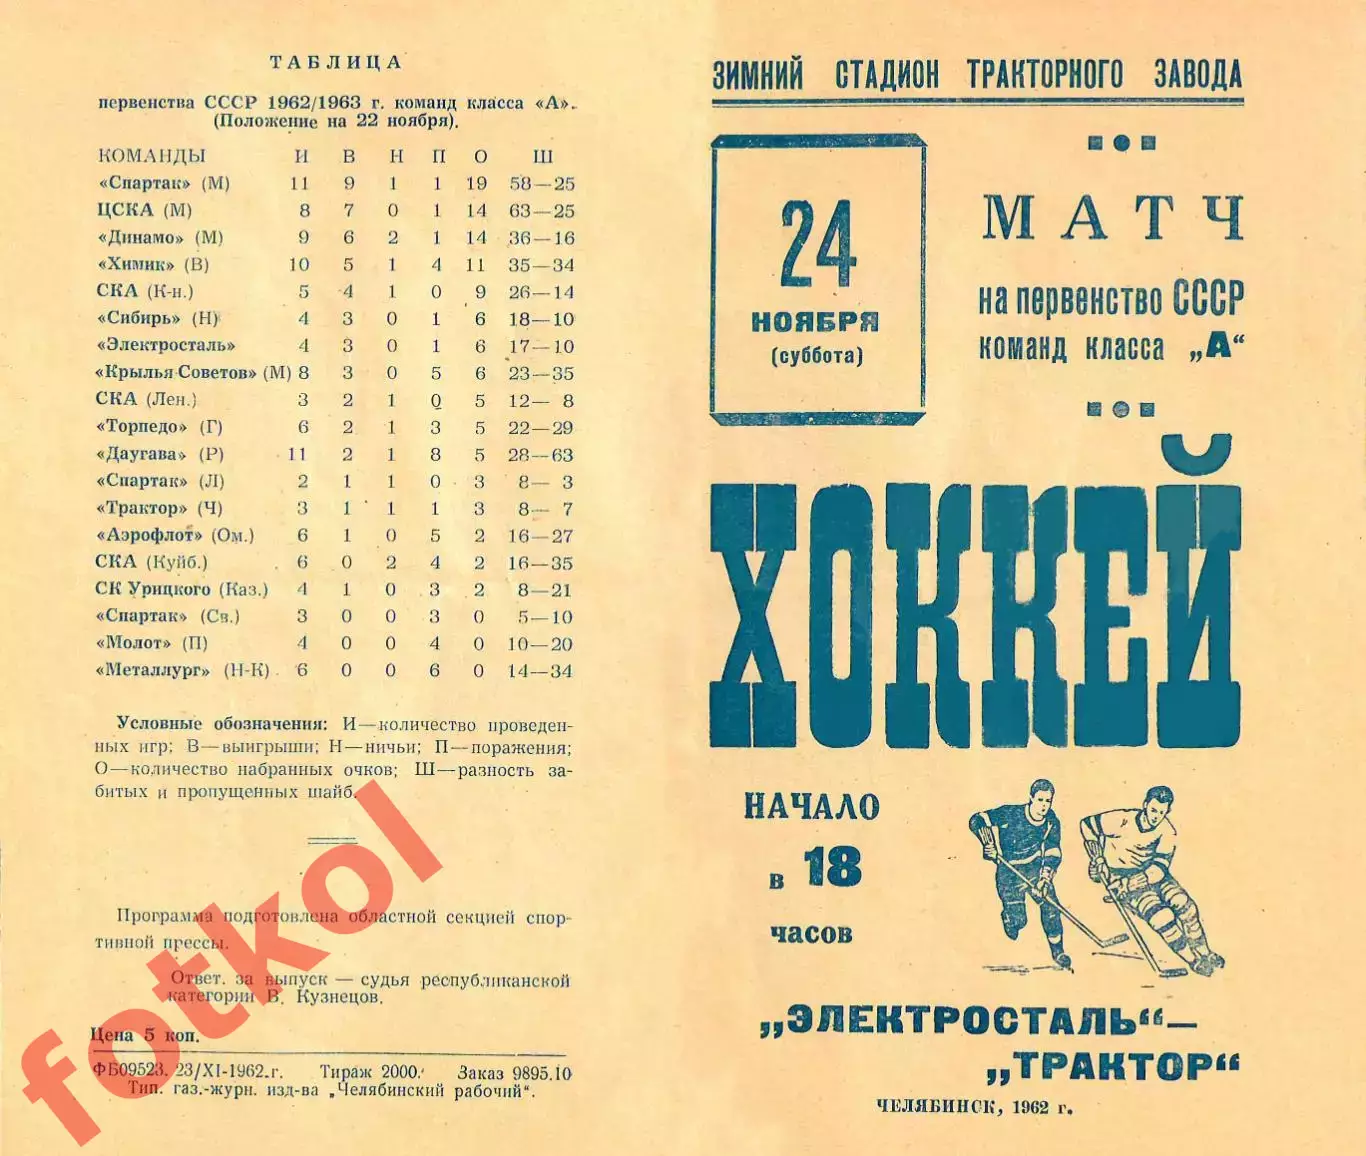 ТАБЛИЦА
первенства СССР 1962/1963 г. команд класса «А».
(Положение на 22 ноября).
КОМАНДЫ И В Н П О Ш
«Спартак» (М) 11 9 1 1 19 58—25
ЦСКА (М) 8 7 0 1 14 63—25
«Динамо» (М) 9 6 2 1 14 36—16
«Химик» (В) 10 5 1 4 11 35—34
СКА (К-н.) 5 4 1 0 9 26—14
«Сибирь» (Н) 4 3 0 1 6 18—10
«Электросталь» 4 3 0 1 6 17—10
«Крылья Советов» (М) 8 3 0 5 6 23—35
СКА (Лен.) 3 2 1 0 5 12— 8
«Торпедо» (Г) 6 2 1 3 5 22—29
«Даугава» (Р) 11 2 1 8 5 28—63
«Спартак» (Л) 2 1 1 0 3 8— 3
«Трактор» (Ч) 3 1 1 1 3 8— 7
«Аэрофлот» (Ом.) 6 1 0 5 2 16—27
СКА (Куйб.) 6 0 2 4 2 16—35
СК Урицкого (Каз.) 4 1 0 3 2 8—21
«Спартак» (Св.) 3 0 0 3 0 5—10
«Молот» (П) 4 0 0 4 0 10—20
«Металлург» (Н-К) 6 0 0 6 0 14—34
Условные обозначения: И—количество проведен-
ных игр; В—выигрыши; Н—ничьи; П—поражения;
О—количество набранных очков; Ш—разность за-
битых и пропущенных шайб.
Программа подготовлена областной секцией спор-
тивной прессы.
Ответ. за выпуск — судья республиканской
категории В. Кузнецов.
Цена 5 коп.
ФБ09523. 23/XI-1962.г. Тираж 2000. Заказ 9895.10
Тип. газ.-журн. изд-ва „Челябинский рабочий“.
fotkol
ЗИМНИЙ СТАДИОН ТРАКТОРНОГО ЗАВОДА
24
НОЯБРЯ
(суббота)
МАТЧ
на первенство СССР
команд класса „А“
ХОККЕЙ
НАЧАЛО
в 18
часов
„ЭЛЕКТРОСТАЛЬ“—
„ТРАКТОР“
ЧЕЛЯБИНСК, 1962 г.